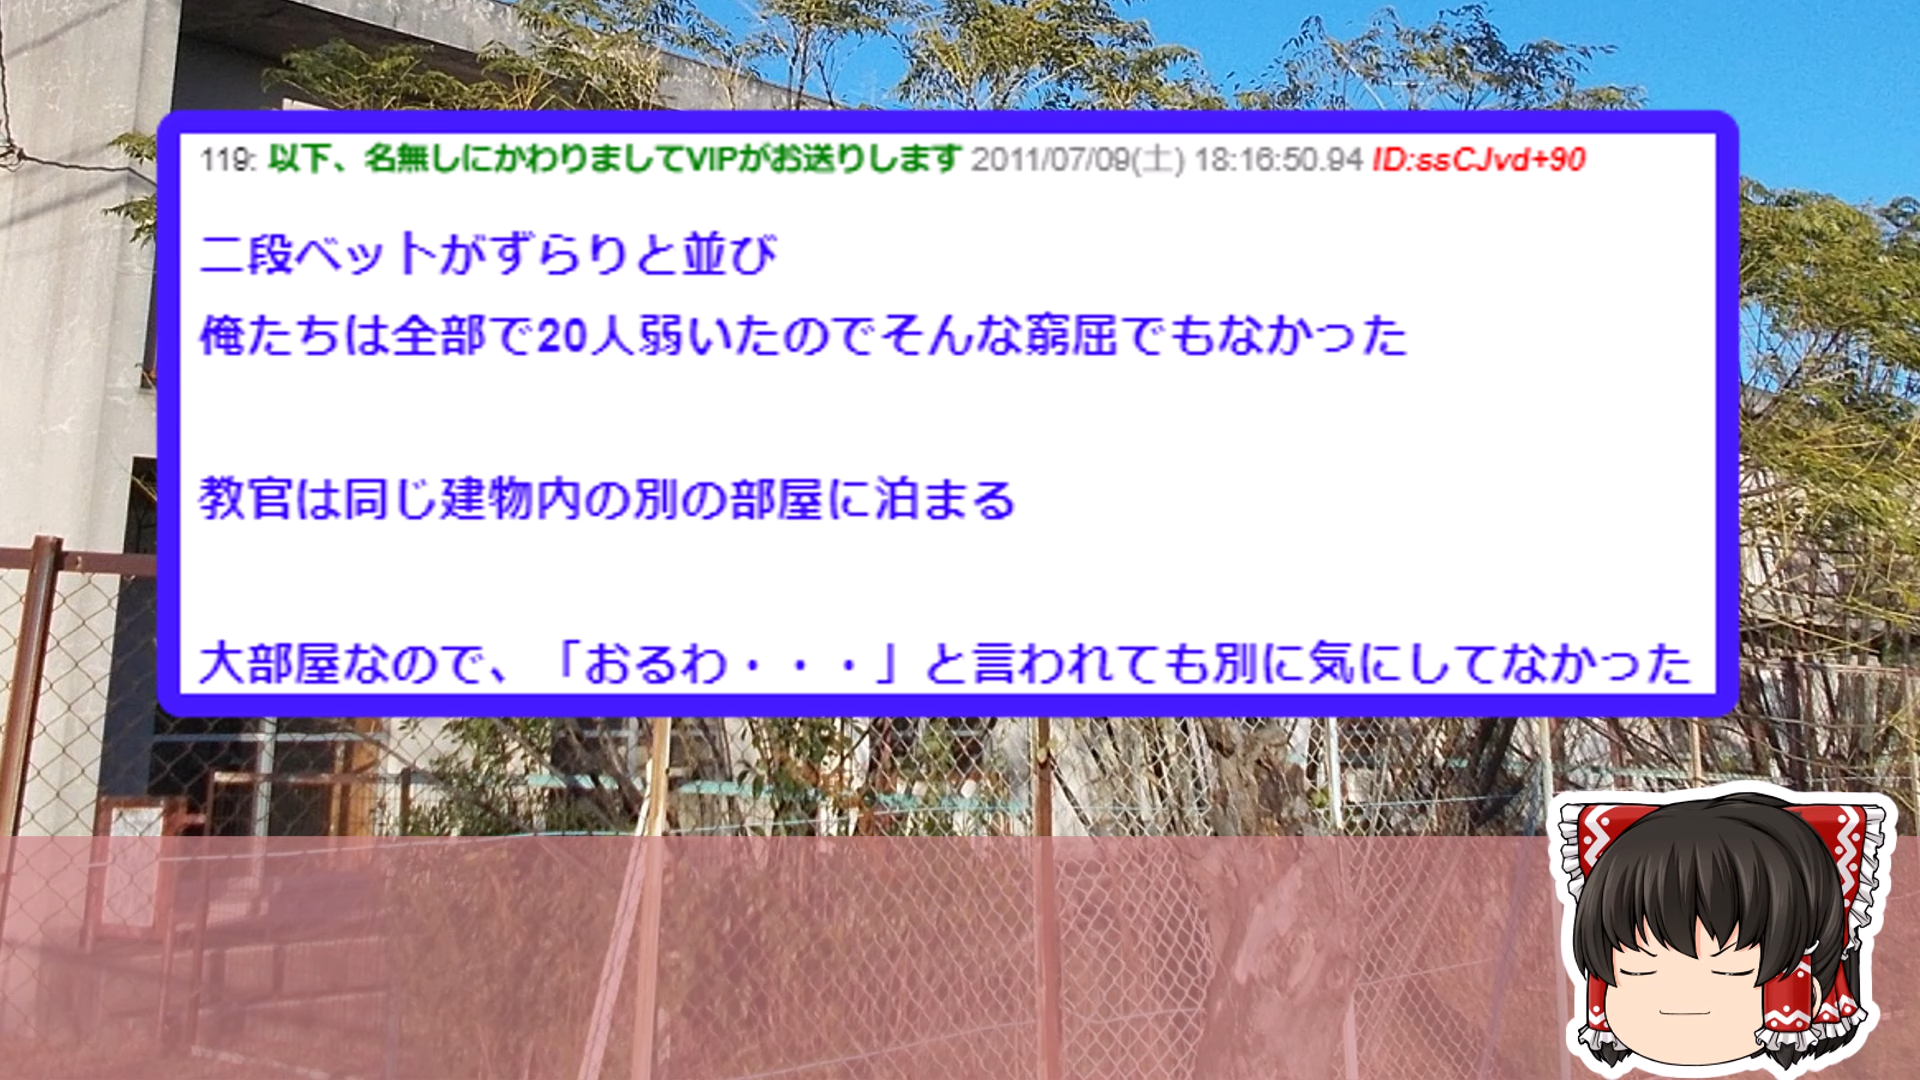 119: 以下、名無しにかわりましてVIPがお送りします 2011/07/09(土) 18:16:50.94 ID:ssCJvd+90
二段ベットがずらりと並び
俺たちは全部で20人弱いたのでそんな窮屈でもなかった
教官は同じ建物内の別の部屋に泊まる
大部屋なので、「おるわ・・・」と言われても別に気にしてなかった